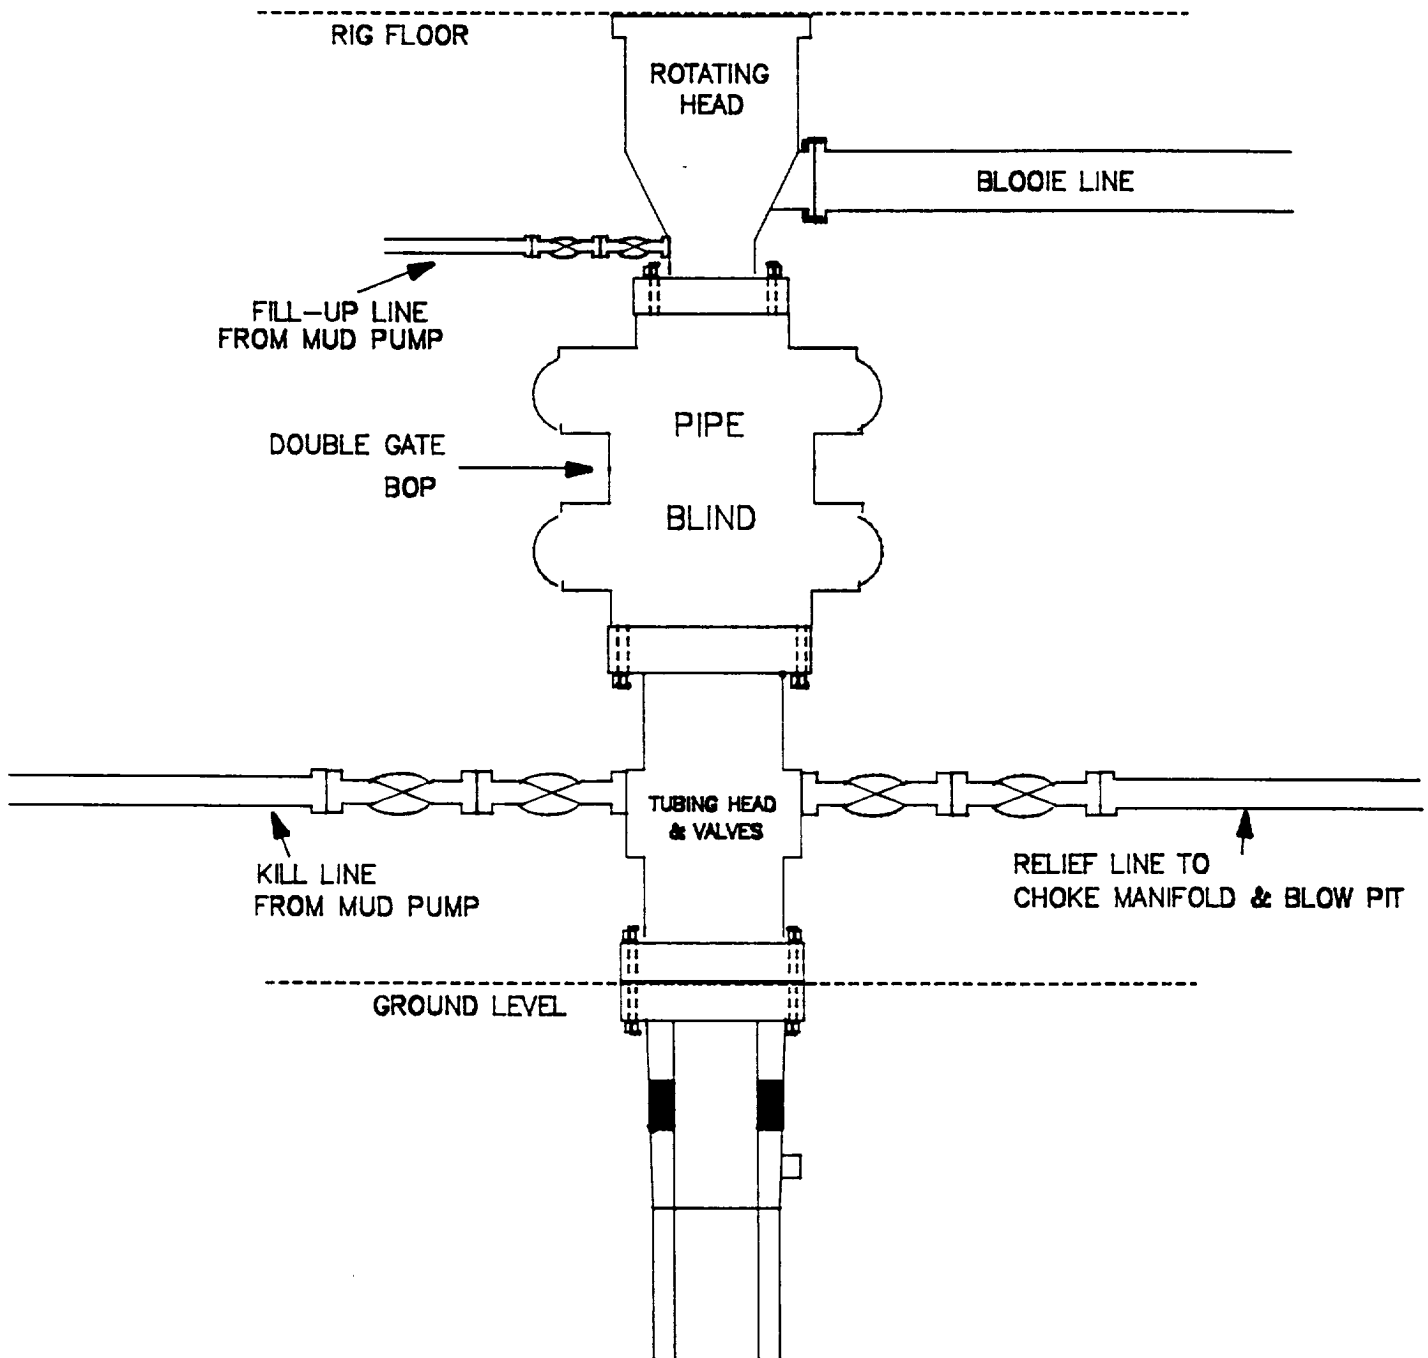 RIG FLOOR
ROTATING
HEAD
BLOOIE LINE
FILL-UP LINE
FROM MUD PUMP
PIPE
DOUBLE GATE
BOP
BLIND
TUBING HEAD
& VALVES
KILL LINE
FROM MUD PUMP
RELIEF LINE TO
CHOKE MANIFOLD & BLOW PIT
GROUND LEVEL